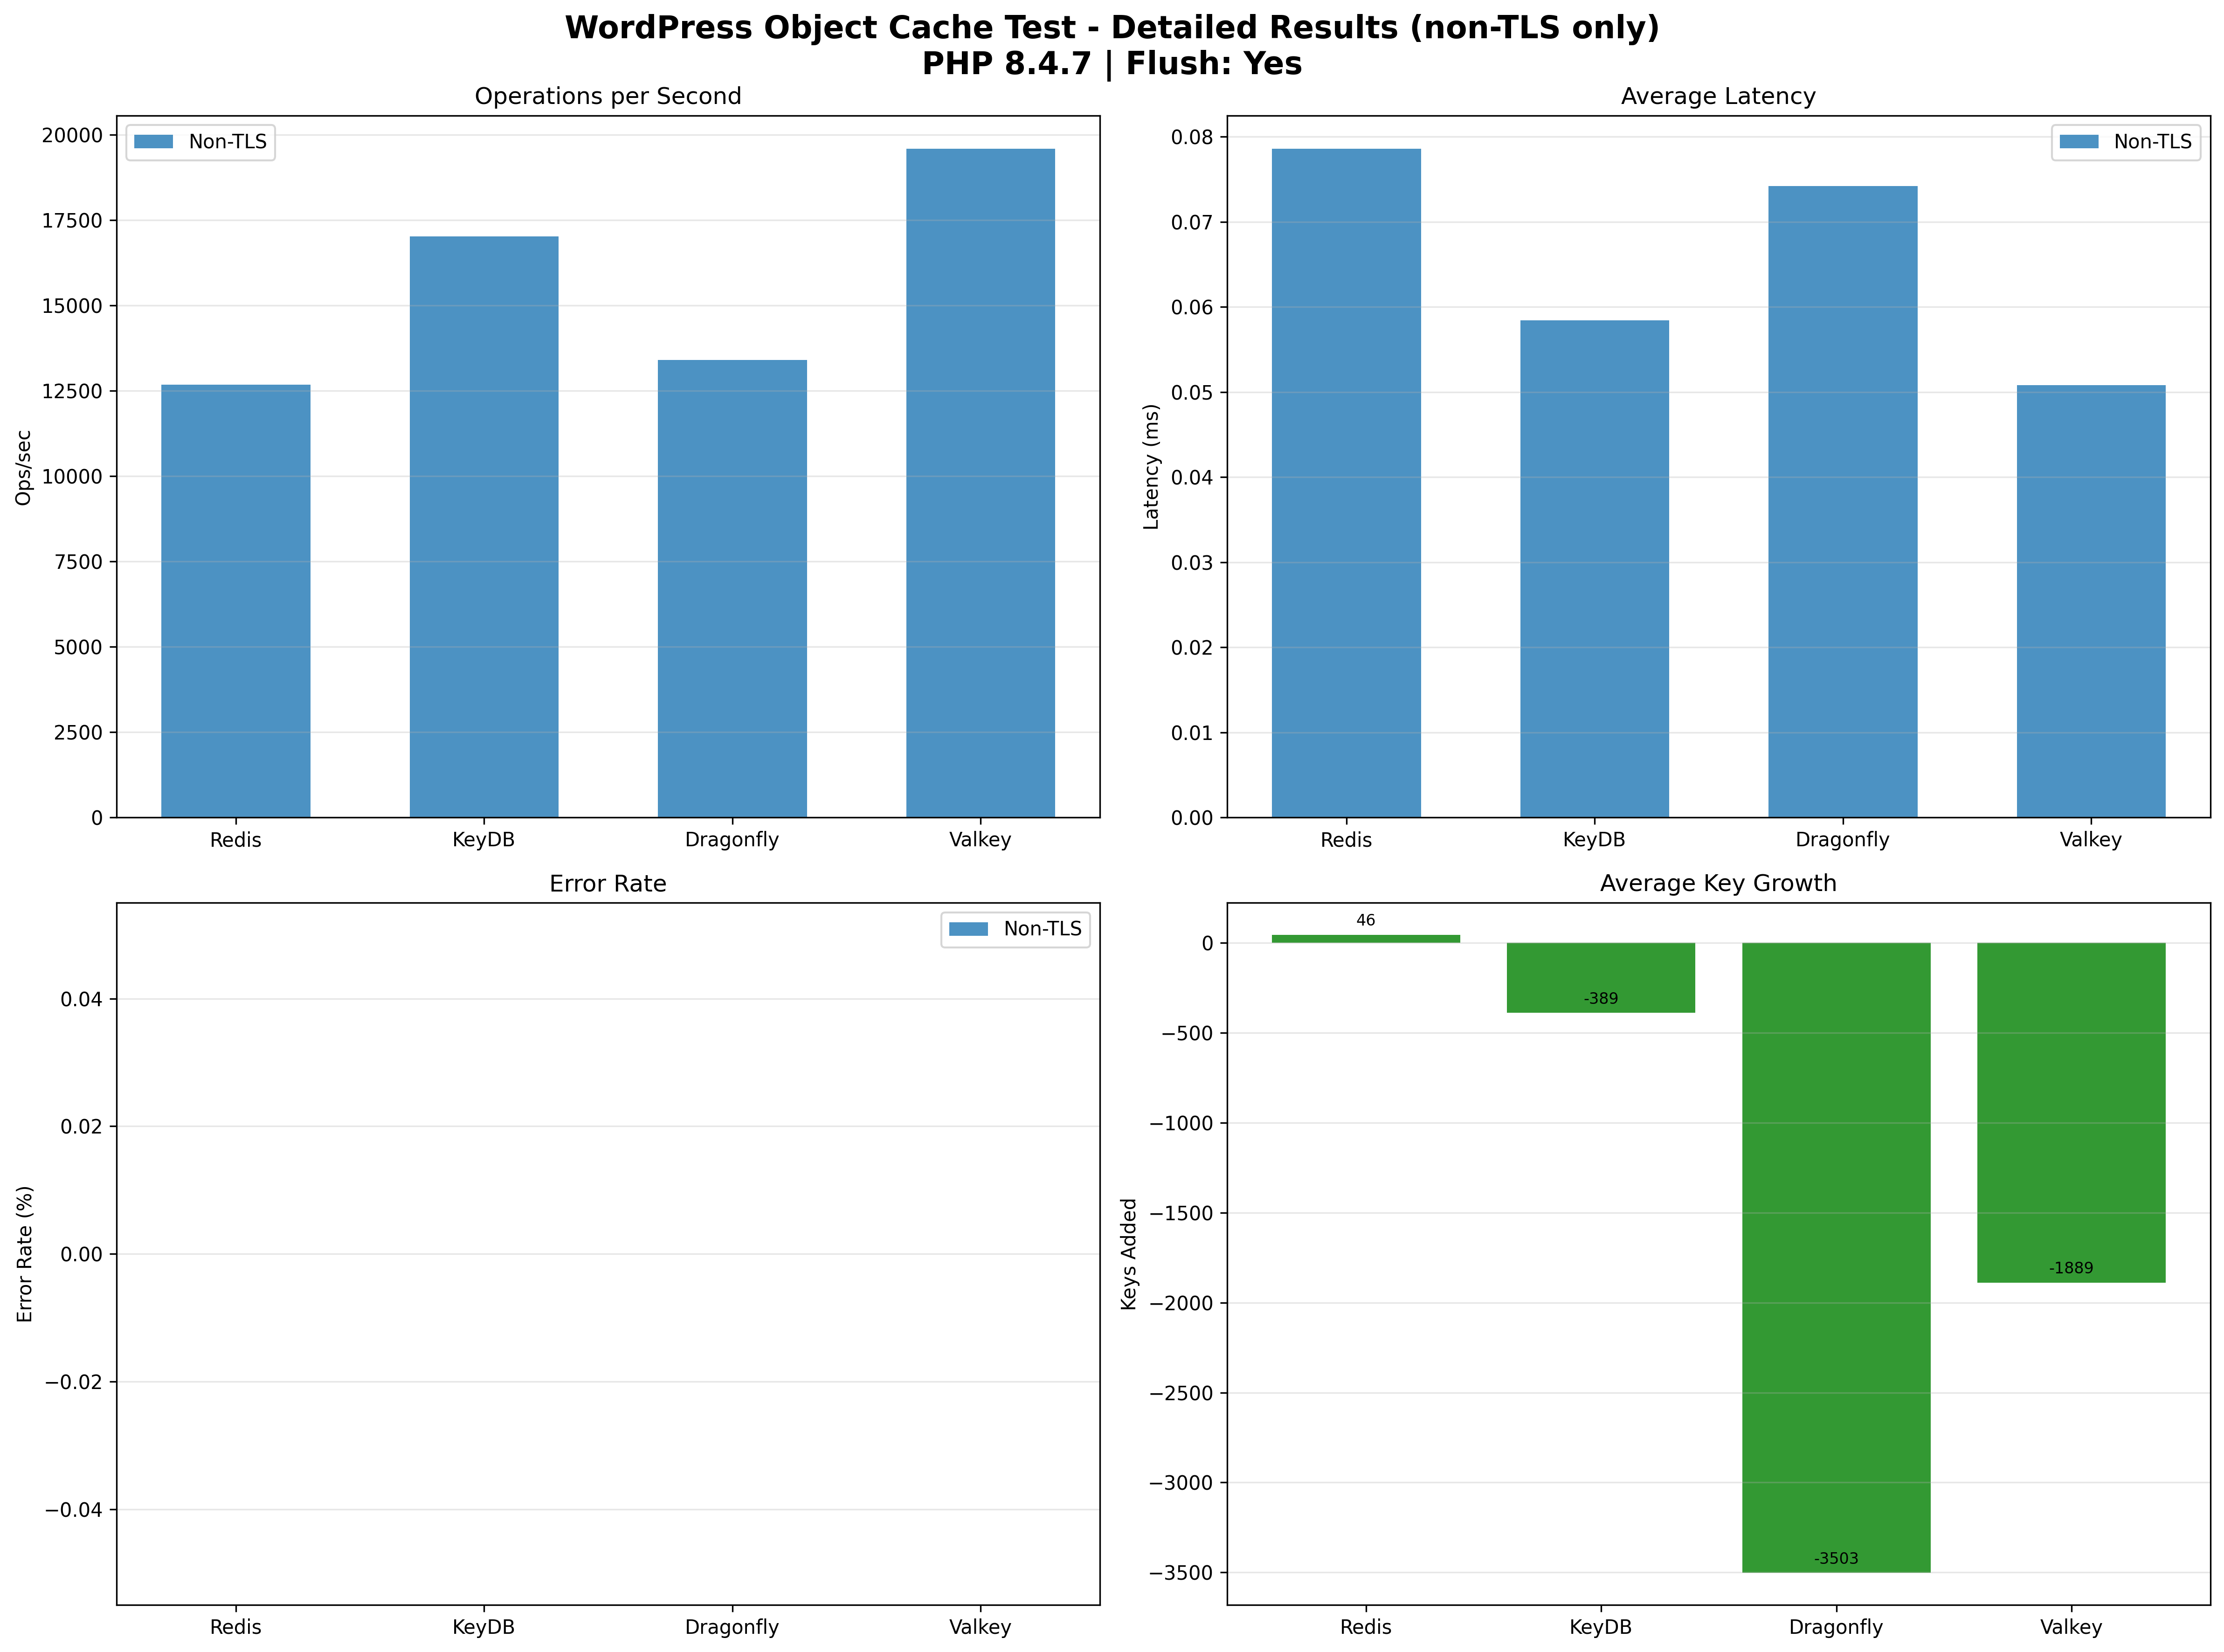 WordPress Object Cache Test - Detailed Results (non-TLS only)
PHP 8.4.7 | Flush: Yes
Operations per Second
Non-TLS
Ops/sec
20000
17500
15000
12500
10000
7500
5000
2500
0
Redis
KeyDB
Dragonfly
Valkey
Average Latency
Non-TLS
Latency (ms)
0.08
0.07
0.06
0.05
0.04
0.03
0.02
0.01
0.00
Redis
KeyDB
Dragonfly
Valkey
Error Rate
Non-TLS
Error Rate (%)
0.04
0.02
0.00
−0.02
−0.04
Redis
KeyDB
Dragonfly
Valkey
Average Key Growth
Keys Added
0
−500
−1000
−1500
−2000
−2500
−3000
−3500
46
-389
-3503
-1889
Redis
KeyDB
Dragonfly
Valkey